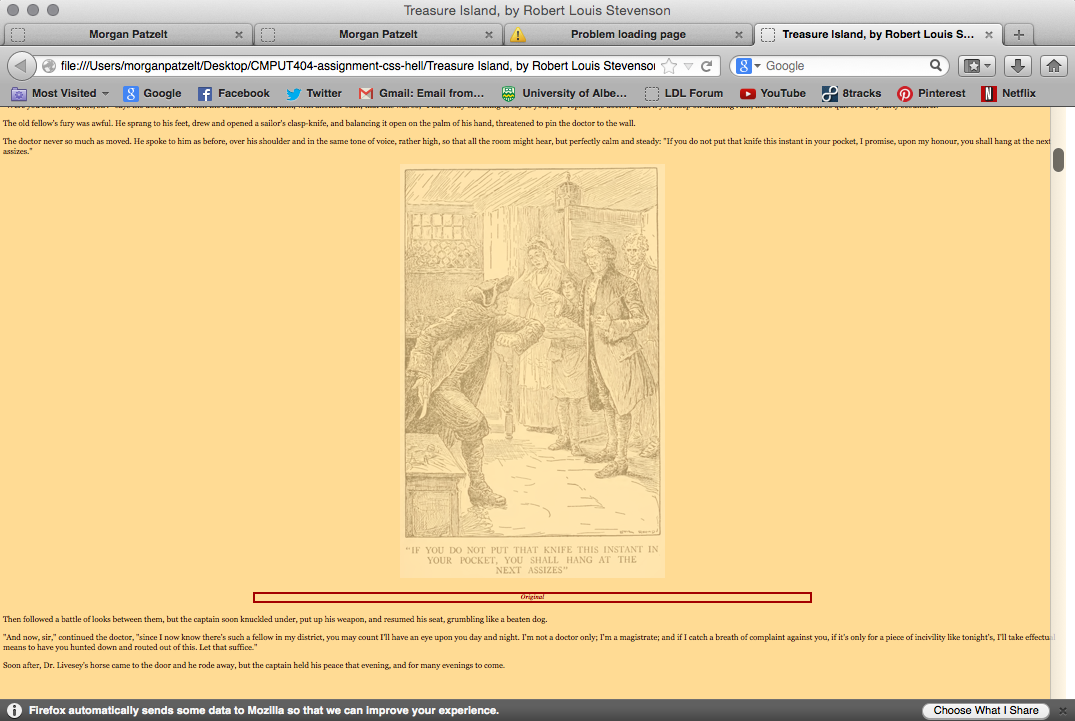 Treasure Island, by Robert Louis Stevenson
Morgan Patzelt
Morgan Patzelt
Problem loading page
Treasure Island, by Robert Louis S...
file:///Users/morganpatzelt/Desktop/CMPUT404-assignment-css-hell/Treasure Island, by Robert Louis Stevenson
Google
Most Visited
Google
Facebook
Twitter
Gmail: Email from...
University of Albe...
LDL Forum
YouTube
8tracks
Pinterest
Netflix
The old fellow's fury was awful. He sprang to his feet, drew and opened a sailor's clasp-knife, and balancing it open on the palm of his hand, threatened to pin the doctor to the wall.
The doctor never so much as moved. He spoke to him as before, over his shoulder and in the same tone of voice, rather high, so that all the room might hear, but perfectly calm and steady: "If you do not put that knife this instant in your pocket, I promise, upon my honour, you shall hang at the next
assizes."
"IF YOU DO NOT PUT THAT KNIFE THIS INSTANT IN
YOUR POCKET, YOU SHALL HANG AT THE
NEXT ASSIZES"
Original
Then followed a battle of looks between them, but the captain soon knuckled under, put up his weapon, and resumed his seat, grumbling like a beaten dog.
"And now, sir," continued the doctor, "since I now know there's such a fellow in my district, you may count I'll have an eye upon you day and night. I'm not a doctor only; I'm a magistrate; and if I catch a breath of complaint against you, if it's only for a piece of incivility like tonight's, I'll take effectual
means to have you hunted down and routed out of this. Let that suffice."
Soon after, Dr. Livesey's horse came to the door and he rode away, but the captain held his peace that evening, and for many evenings to come.
Firefox automatically sends some data to Mozilla so that we can improve your experience.
Choose What I Share